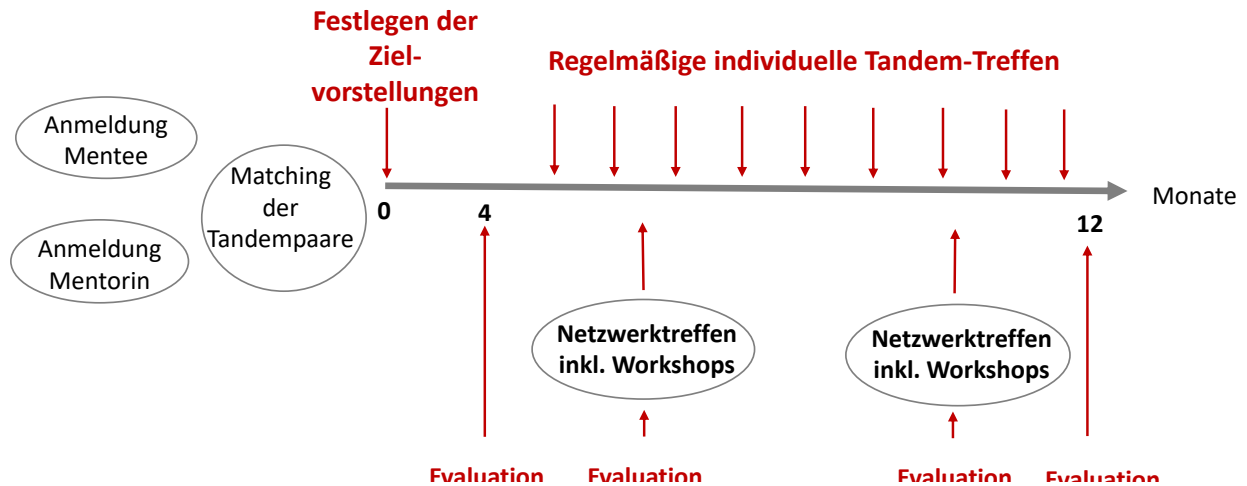 Festlegen der
Ziel-
vorstellungen
Regelmäßige individuelle Tandem-Treffen
Anmeldung
Mentee
Matching
der
Tandempaare
Anmeldung
Mentorin
0
4
12
Monate
Netzwerktreffen
inkl. Workshops
Netzwerktreffen
inkl. Workshops
Evaluation
Evaluation
Evaluation
Evaluation